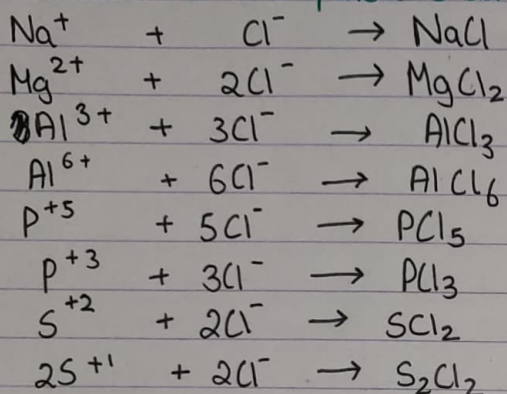 Na⁺ + Cl⁻ → NaCl
Mg²⁺ + 2Cl⁻ → MgCl₂
Al³⁺ + 3Cl⁻ → AlCl₃
Al⁶⁺ + 6Cl⁻ → AlCl₆
P⁺⁵ + 5Cl⁻ → PCl₅
P⁺³ + 3Cl⁻ → PCl₃
S⁺² + 2Cl⁻ → SCl₂
2S⁺¹ + 2Cl⁻ → S₂Cl₂